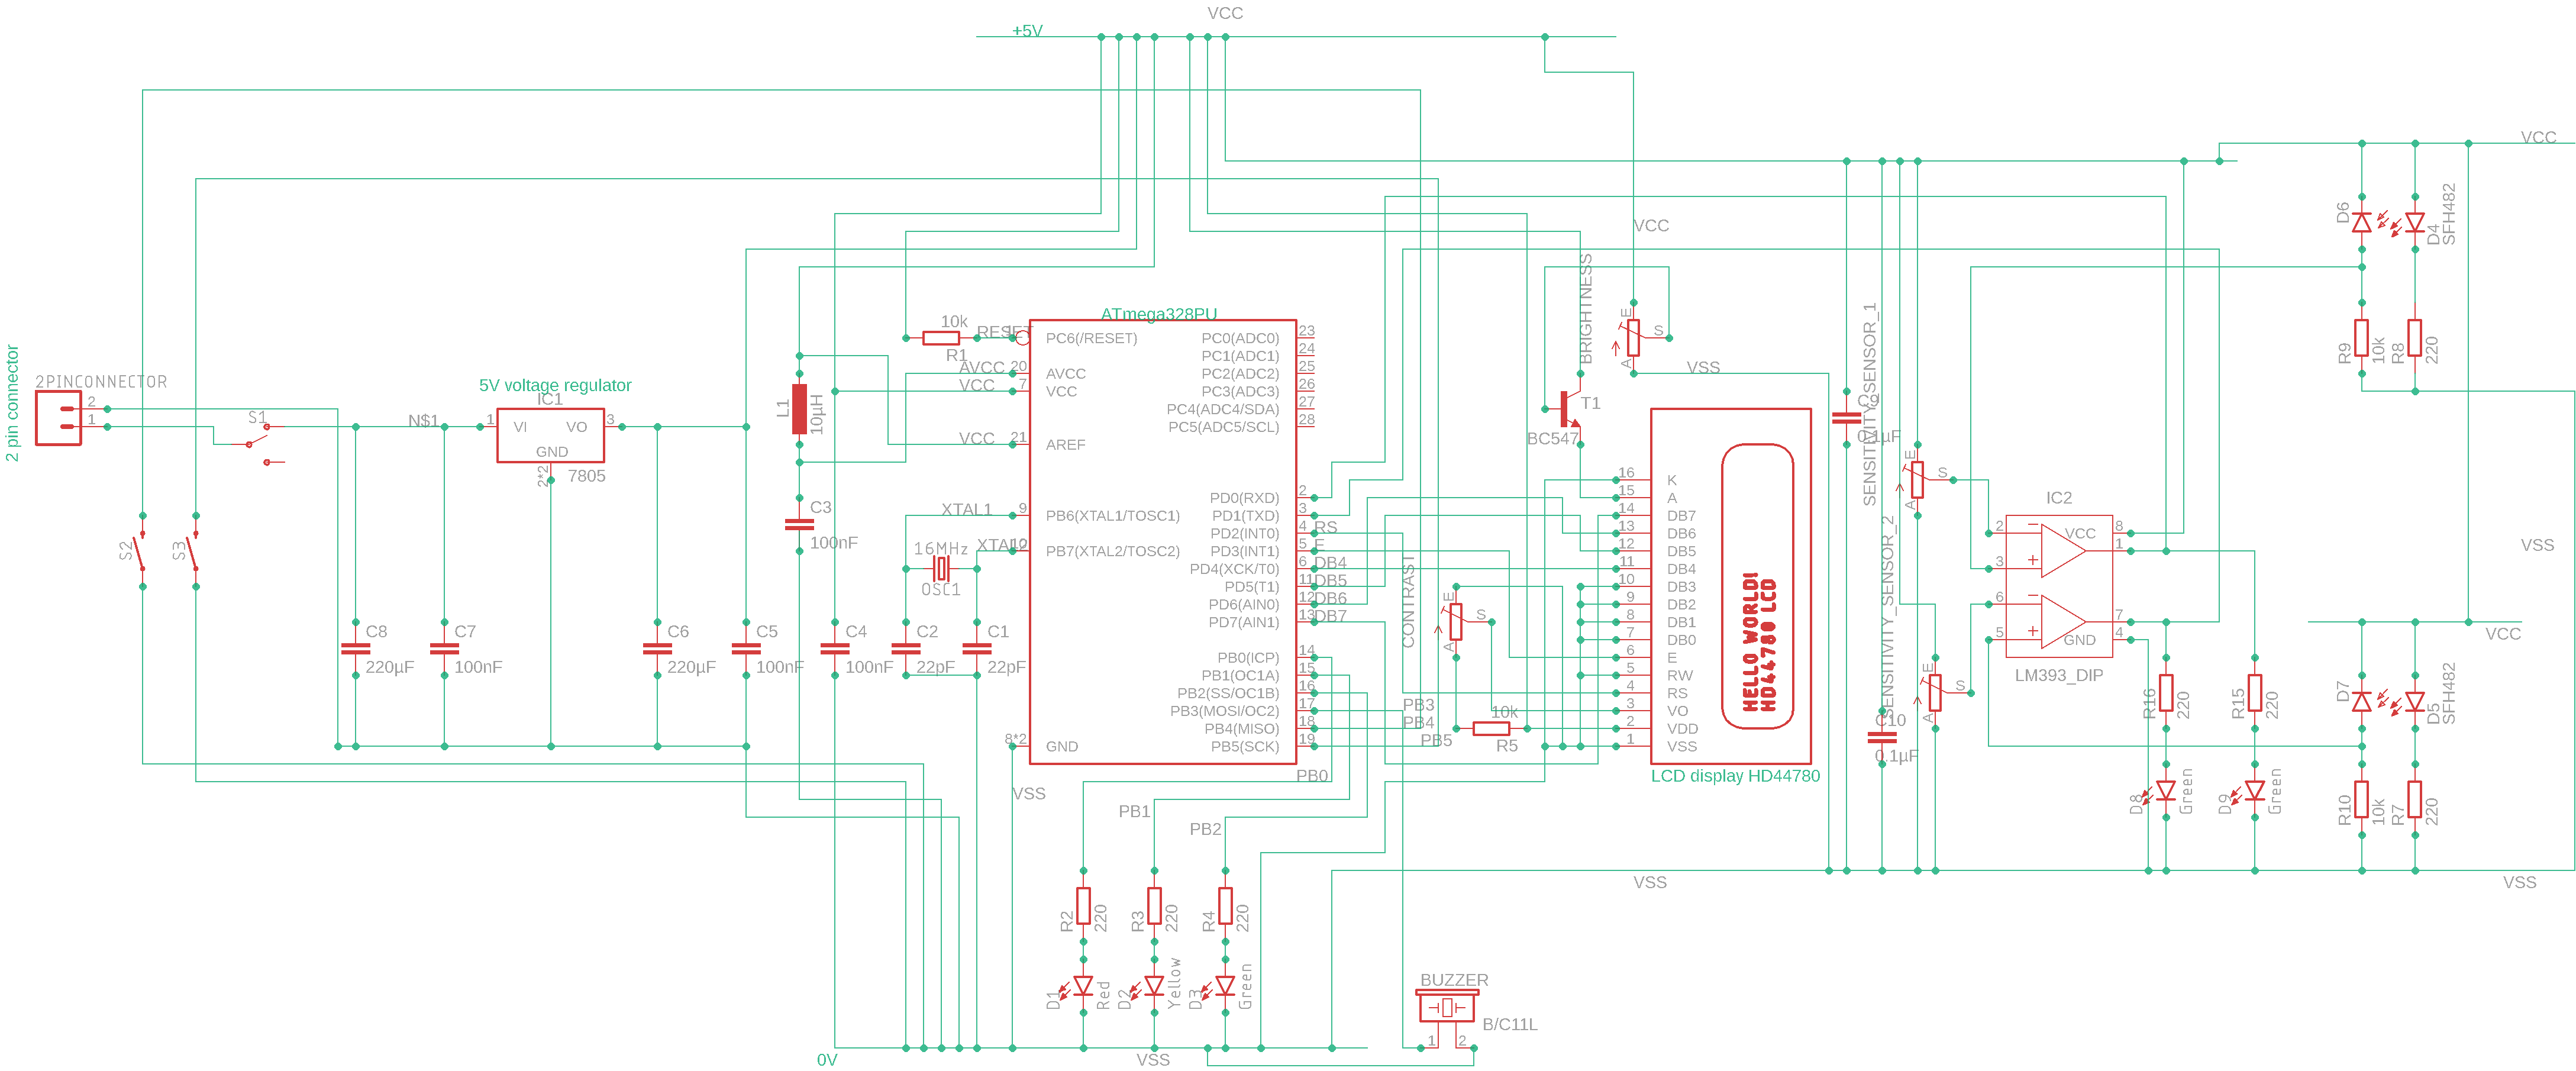 VCC
+5V
VCC
VCC
D6
D4
SFH482
BRIGHTNESS
E
S
A
VSS
R9
10k
R8
220
2 pin connector
2PINCONNECTOR
2
1
S1
N$1
5V voltage regulator
IC1
1
VI
VO
3
GND
2*2
7805
L1
10µH
C3
100nF
10k
R1
RESET
AVCC
VCC
VCC
XTAL1
XTAL2
16MHz
OSC1
ATmega328PU
1
20
7
21
9
10
8*2
PC6(/RESET)
AVCC
VCC
AREF
PB6(XTAL1/TOSC1)
PB7(XTAL2/TOSC2)
GND
PC0(ADC0)
PC1(ADC1)
PC2(ADC2)
PC3(ADC3)
PC4(ADC4/SDA)
PC5(ADC5/SCL)
PD0(RXD)
PD1(TXD)
PD2(INT0)
PD3(INT1)
PD4(XCK/T0)
PD5(T1)
PD6(AIN0)
PD7(AIN1)
PB0(ICP)
PB1(OC1A)
PB2(SS/OC1B)
PB3(MOSI/OC2)
PB4(MISO)
PB5(SCK)
23
24
25
26
27
28
2
3
4
5
6
11
12
13
14
15
16
17
18
19
RS
E
DB4
DB5
DB6
DB7
PB3
PB4
PB5
PB0
S2
S3
C8
220µF
C7
100nF
C6
220µF
C5
100nF
C4
100nF
C2
22pF
C1
22pF
T1
BC547
CONTRAST
E
S
A
10k
R5
16
15
14
13
12
11
10
9
8
7
6
5
4
3
2
1
K
A
DB7
DB6
DB5
DB4
DB3
DB2
DB1
DB0
E
RW
RS
VO
VDD
VSS
HELLO WORLD!
HD44780 LCD
LCD display HD44780
C9
0.1µF
SENSITIVITY_SENSOR_1
E
S
A
SENSITIVITY_SENSOR_2
E
S
A
C10
0.1µF
IC2
2
3
6
5
8
1
7
4
VCC
GND
LM393_DIP
VSS
VCC
R16
220
R15
220
D8
Green
D9
Green
D7
D5
SFH482
R10
10k
R7
220
VSS
VSS
VSS
PB1
PB2
R2
220
R3
220
R4
220
D1
Red
D2
Yellow
D3
Green
BUZZER
1
2
B/C11L
0V
VSS